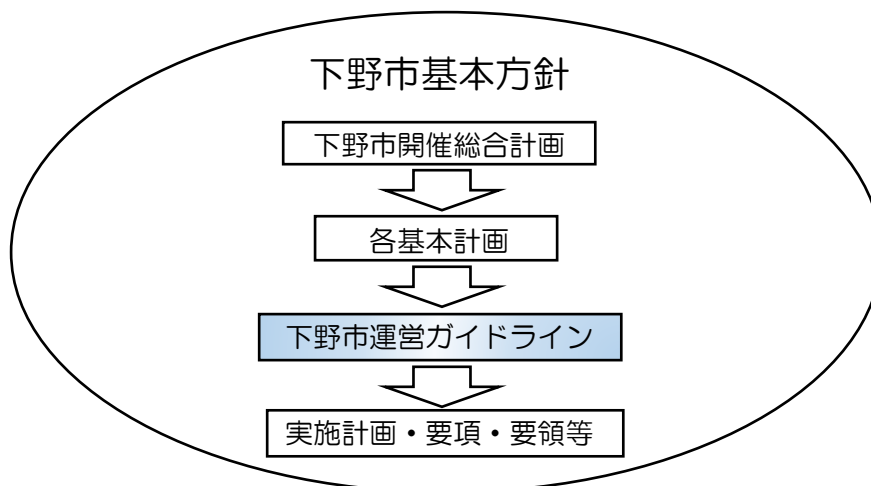 下野市基本方針
下野市開催総合計画
各基本計画
下野市運営ガイドライン
実施計画・要項・要領等